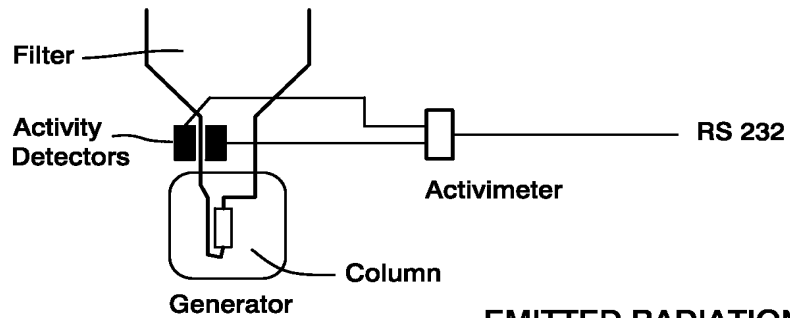 Filter
Activity
Detectors
RS 232
Activimeter
Column
Generator
EMITTED RADIATION